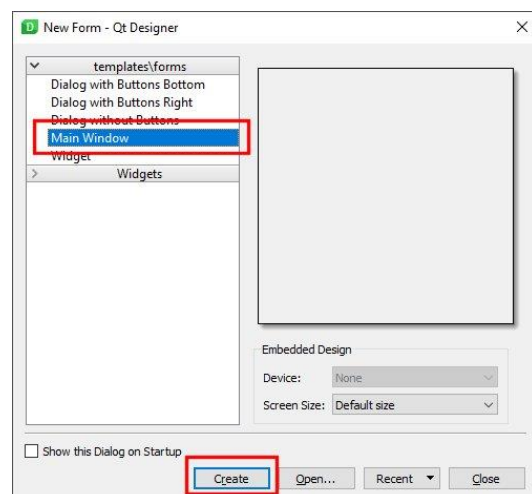 New Form - Qt Designer
templates\forms
Dialog with Buttons Bottom
Dialog with Buttons Right
Dialog without Buttons
Main Window
Widget
Widgets
Embedded Design
Device: None
Screen Size: Default size
Show this Dialog on Startup
Create Open... Recent Close